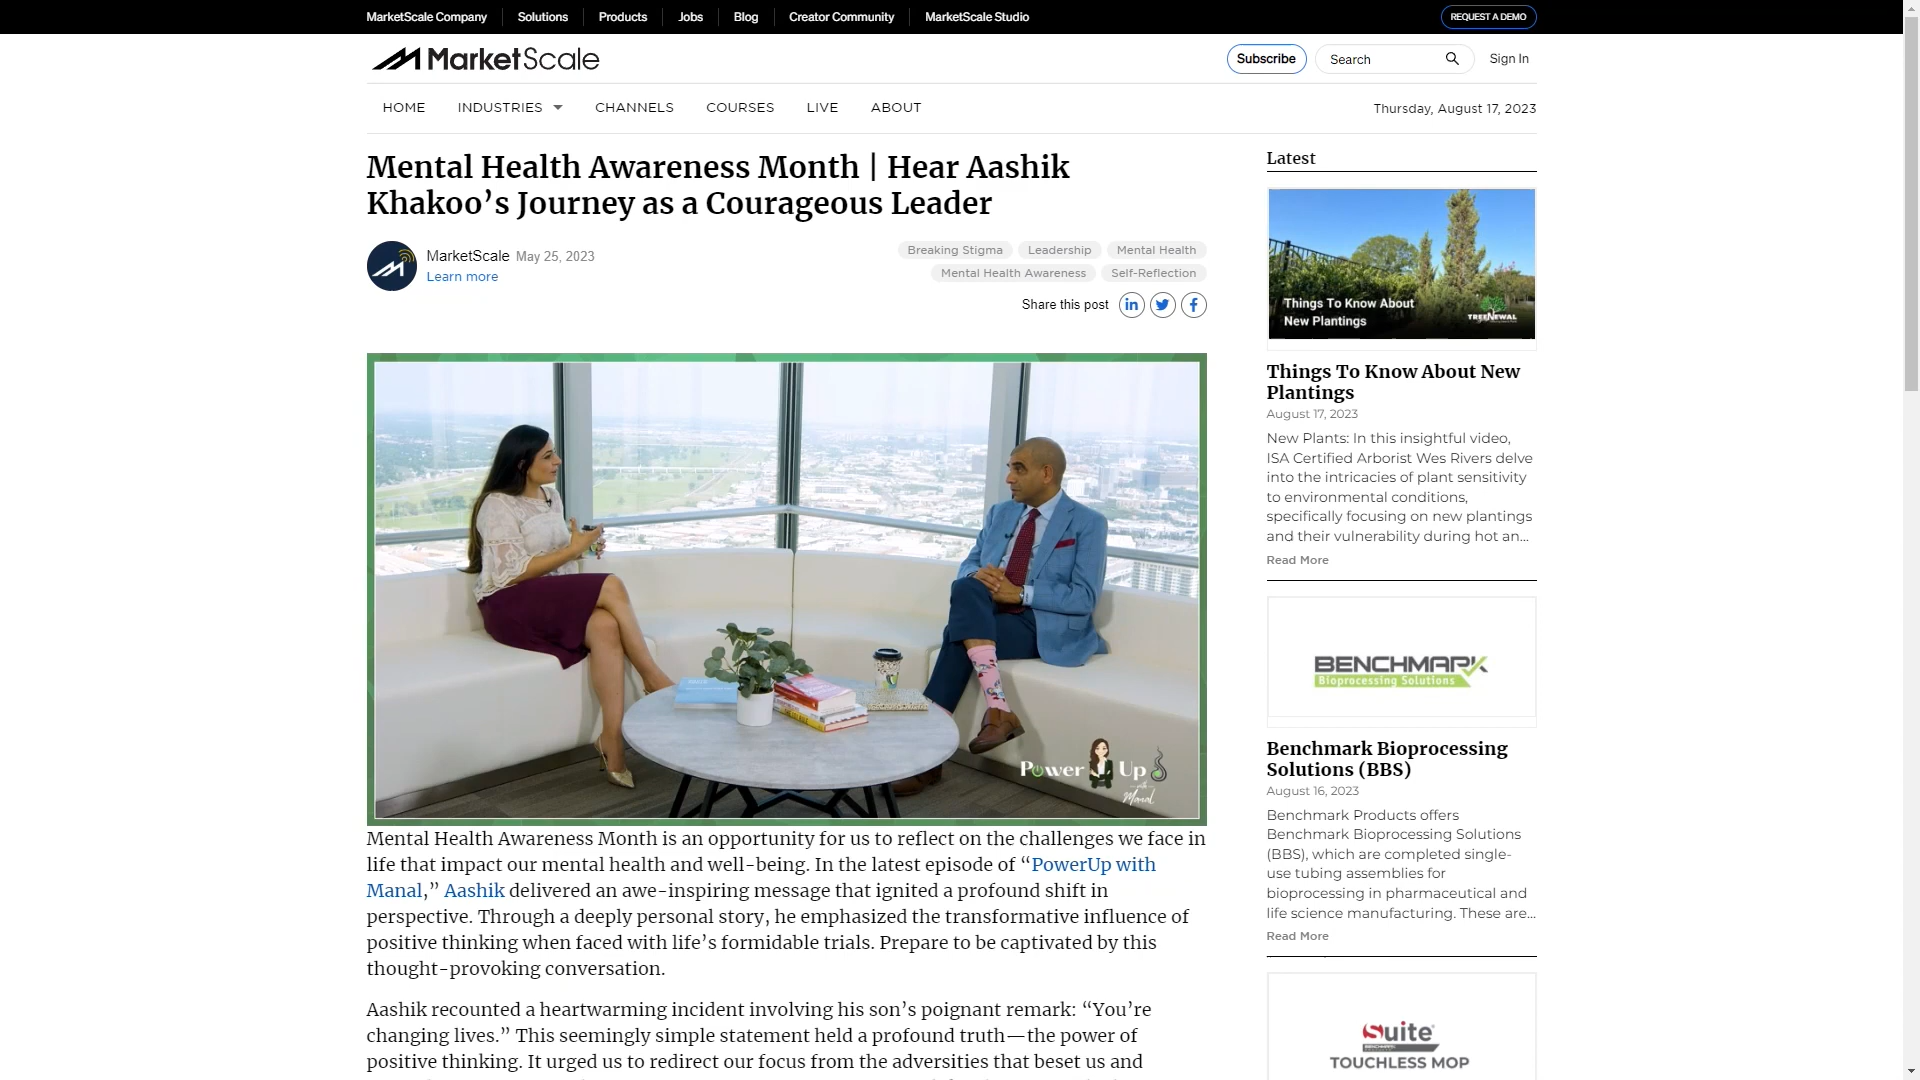 MarketScale Company
Solutions
Products
Jobs
Blog
Creator Community
MarketScale Studio
REQUEST A DEMO
MarketScale
Subscribe
Search
Sign In
HOME
INDUSTRIES
CHANNELS
COURSES
LIVE
ABOUT
Thursday, August 17, 2023
Mental Health Awareness Month | Hear Aashik
Khakoo’s Journey as a Courageous Leader
MarketScale May 25, 2023
Learn more
Breaking Stigma
Leadership
Mental Health
Mental Health Awareness
Self-Reflection
Share this post
Power Up
with
Manal
Mental Health Awareness Month is an opportunity for us to reflect on the challenges we face in
life that impact our mental health and well-being. In the latest episode of “PowerUp with
Manal,” Aashik delivered an awe-inspiring message that ignited a profound shift in
perspective. Through a deeply personal story, he emphasized the transformative influence of
positive thinking when faced with life’s formidable trials. Prepare to be captivated by this
thought-provoking conversation.
Aashik recounted a heartwarming incident involving his son’s poignant remark: “You’re
changing lives.” This seemingly simple statement held a profound truth—the power of
positive thinking. It urged us to redirect our focus from the adversities that beset us and
Latest
Things To Know About
New Plantings
TREENEWAL
Things To Know About New
Plantings
August 17, 2023
New Plants: In this insightful video,
ISA Certified Arborist Wes Rivers delve
into the intricacies of plant sensitivity
to environmental conditions,
specifically focusing on new plantings
and their vulnerability during hot an...
Read More
BENCHMARK
Bioprocessing Solutions
Benchmark Bioprocessing
Solutions (BBS)
August 16, 2023
Benchmark Products offers
Benchmark Bioprocessing Solutions
(BBS), which are completed single-
use tubing assemblies for
bioprocessing in pharmaceutical and
life science manufacturing. These are...
Read More
Suite
TOUCHLESS MOP